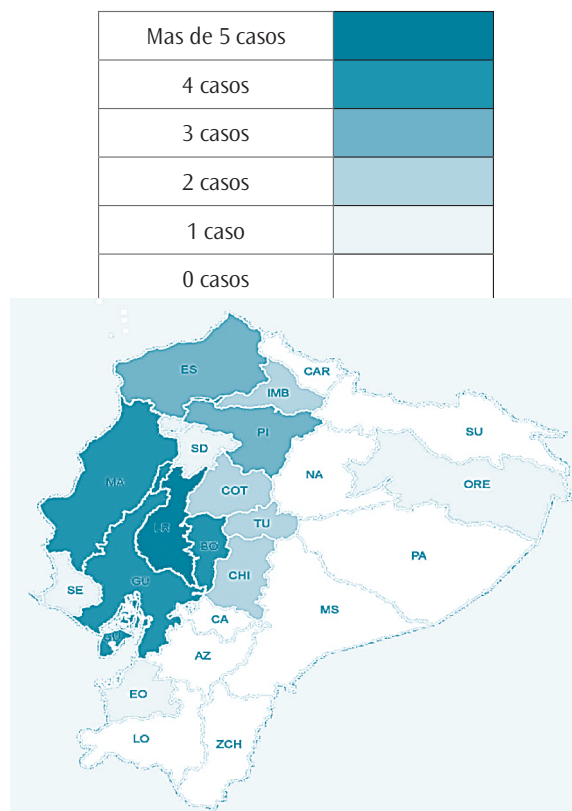 Mas de 5 casos
4 casos
3 casos
2 casos
1 caso
0 casos
CAR
ES
IMB
SU
PI
SD
NA
ORE
MA
COT
LR
TU
BO
PA
CHI
GU
SE
MS
CA
GU
AZ
EO
LO
ZCH